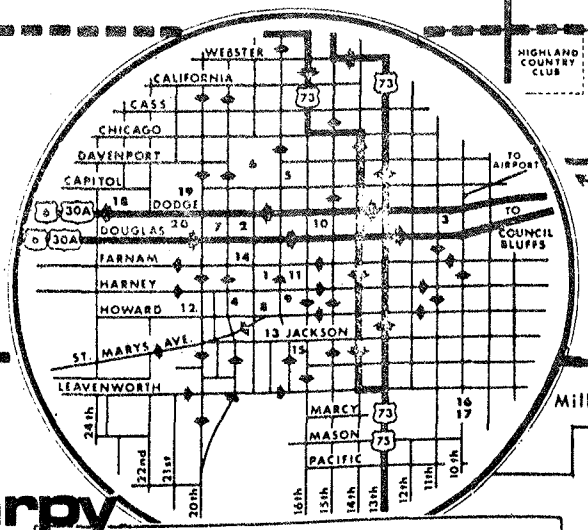 WEBSTER
CALIFORNIA
CASS
CHICAGO
DAVENPORT
CAPITOL
DODGE
DOUGLAS
FARNAM
HARNEY
HOWARD
ST. MARYS AVE.
JACKSON
LEAVENWORTH
MARCY
MASON
PACIFIC
73
73
73
75
6 30A
6 30A
18
19
20
7
2
10
3
6
5
14
1
11
12
4
8
9
13
15
16
17
24th
22nd
21st
20th
16th
15th
14th
13th
12th
11th
10th
TO
AIRPORT
TO
COUNCIL
BLUFFS
HIGHLAND
COUNTRY
CLUB
Mill
rpy